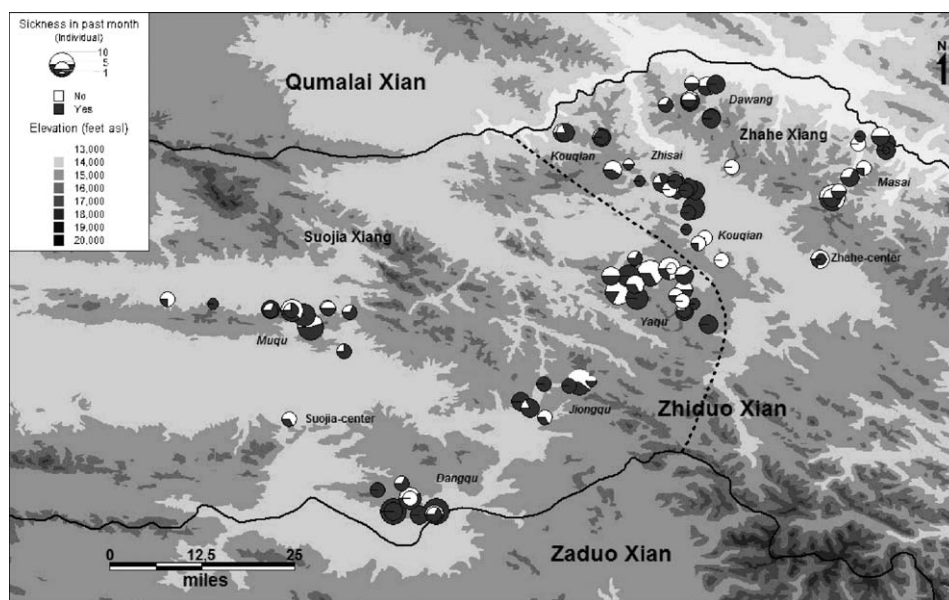 Sickness in past month
(Individual)
10
5
1
No
Yes
Elevation (feet asl)
13,000
14,000
15,000
16,000
17,000
18,000
19,000
20,000
Qumalai Xian
N
Dawang
Zhahe Xiang
Kouqian
Zhisai
Masai
Suojia Xiang
Kouqian
Zhahe-center
Yaqu
Muqu
Jiongqu
Zhiduo Xian
Suojia-center
Dangqu
Zaduo Xian
0 12.5 25
miles